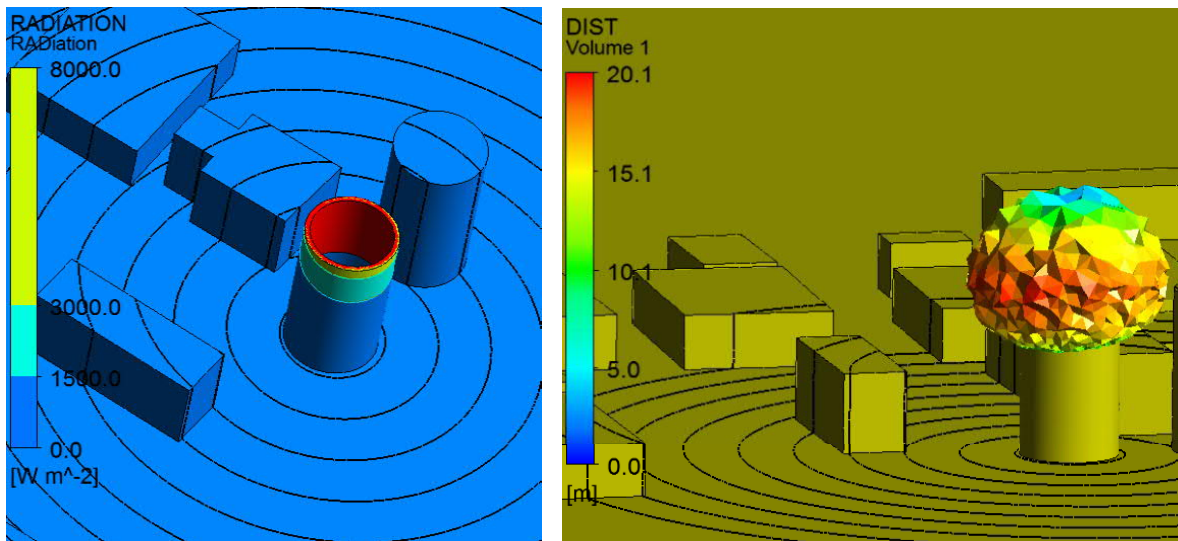 RADIATION
RADiation
8000.0
3000.0
1500.0
0.0
[W m^-2]
DIST
Volume 1
20.1
15.1
10.1
5.0
0.0
[m]